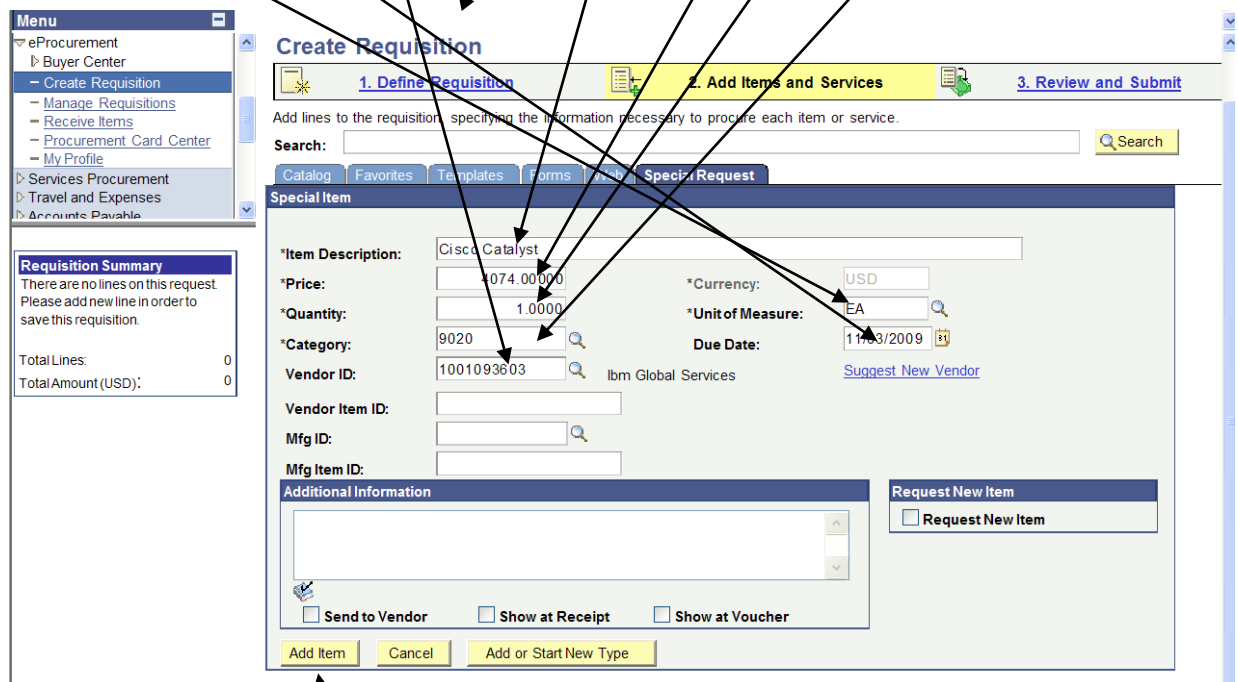 Menu
eProcurement
Buyer Center
Create Requisition
Manage Requisitions
Receive Items
Procurement Card Center
My Profile
Services Procurement
Travel and Expenses
Accounts Payable
Requisition Summary
There are no lines on this request.
Please add new line in order to
save this requisition.
Total Lines: 0
Total Amount (USD): 0
Create Requisition
1. Define Requisition 2. Add Items and Services 3. Review and Submit
Add lines to the requisition, specifying the information necessary to procure each item or service.
Search: Search
Catalog Favorites Templates Forms Web Special Request
Special Item
*Item Description: Cisco Catalyst
*Price: 4074.00000 *Currency: USD
*Quantity: 1.0000 *Unit of Measure: EA
*Category: 9020 Due Date: 11/03/2009
Vendor ID: 1001093603 Ibm Global Services Suggest New Vendor
Vendor Item ID:
Mfg ID:
Mfg Item ID:
Additional Information
Send to Vendor Show at Receipt Show at Voucher
Request New Item
Request New Item
Add Item Cancel Add or Start New Type